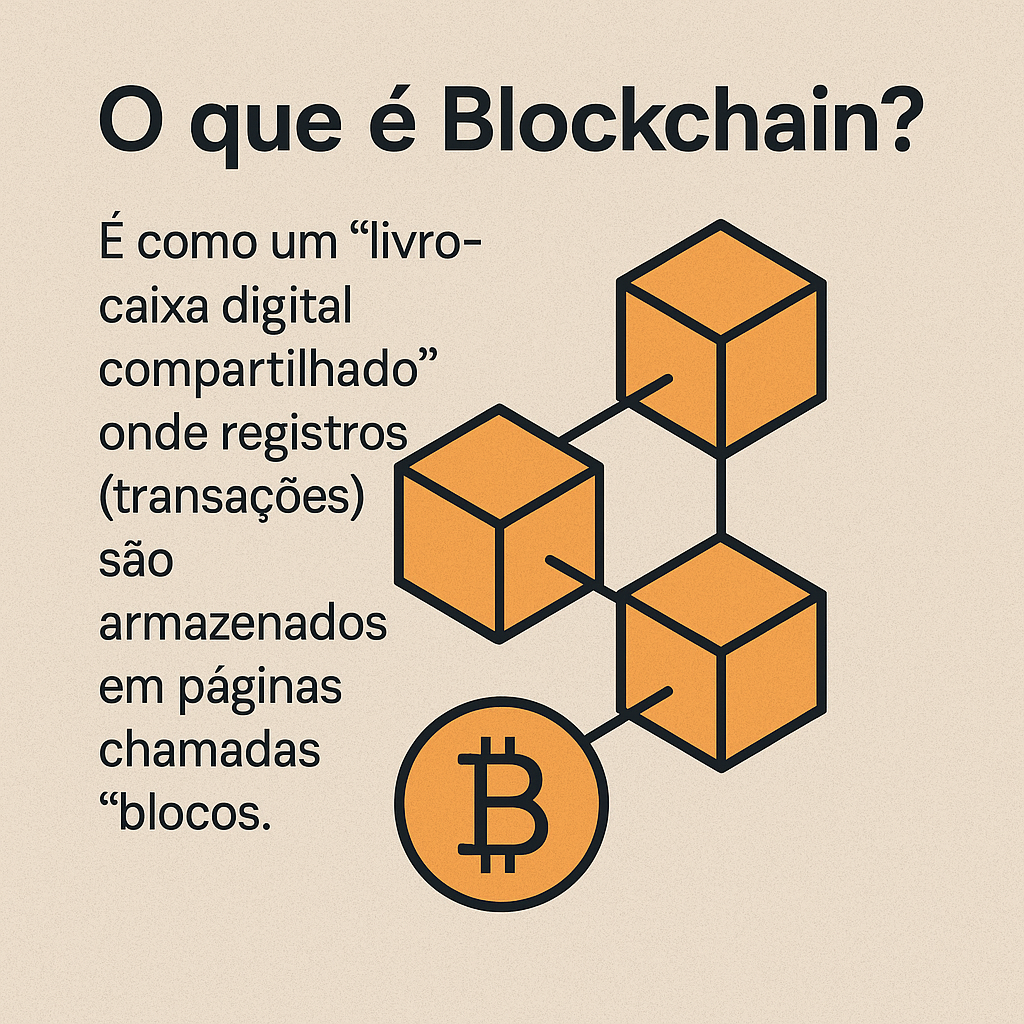 O que é Blockchain?
É como um “livro-
caixa digital
compartilhado”
onde registros
(transações)
são
armazenados
em páginas
chamadas
“blocos.
₿